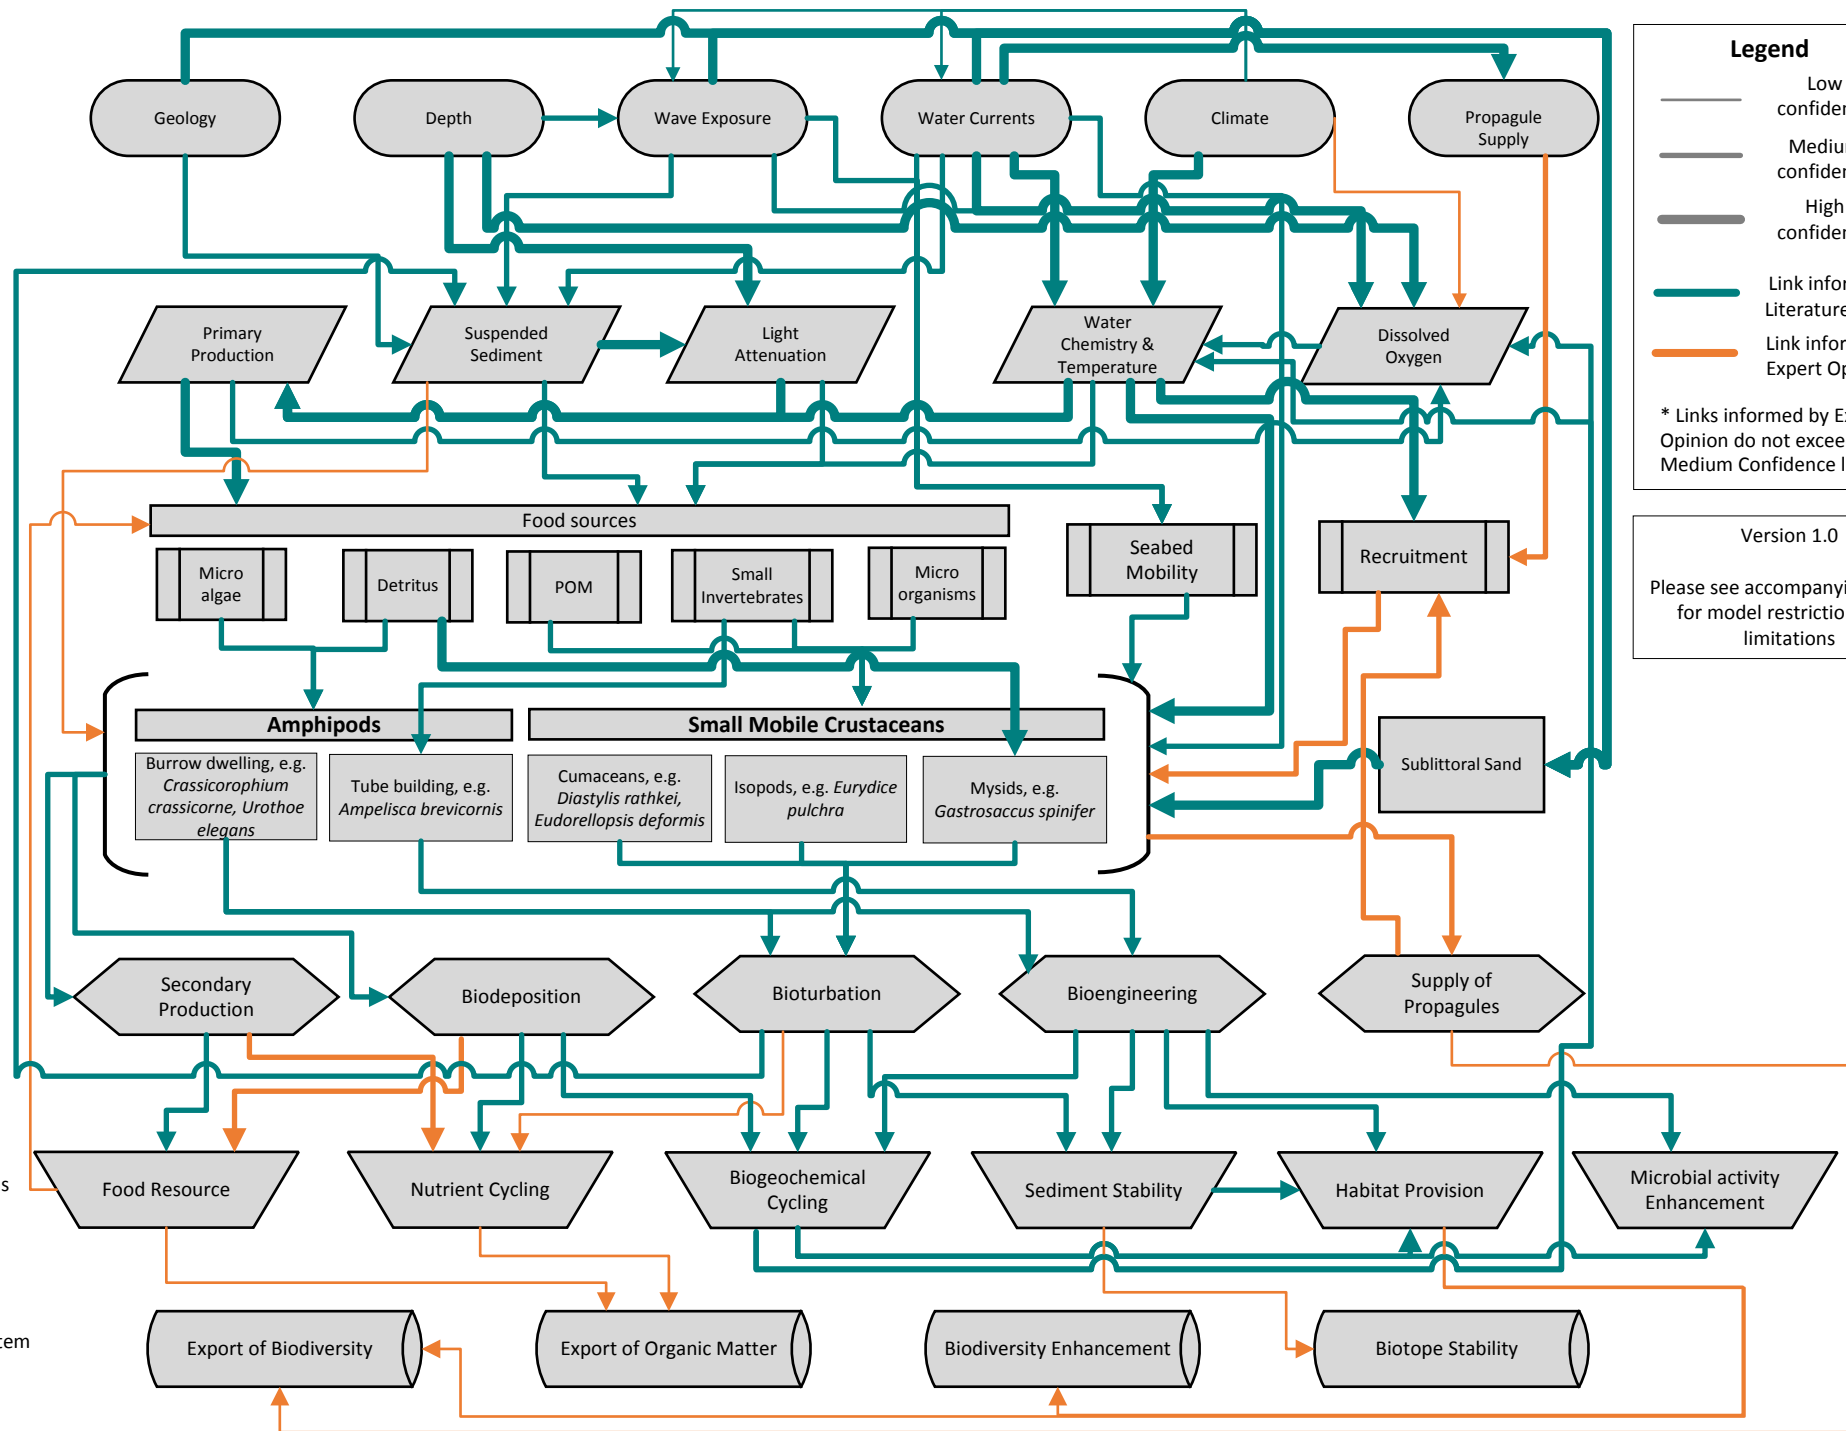 Legend
Low
confiden
Medium
confiden
High
confiden
Link infor
Literature
Link infor
Expert Op
* Links informed by Ex
Opinion do not excee
Medium Confidence l
Version 1.0
Please see accompanyi
for model restrictio
limitations
Geology
Depth
Wave Exposure
Water Currents
Climate
Propagule
Supply
Primary
Production
Suspended
Sediment
Light
Attenuation
Water
Chemistry &
Temperature
Dissolved
Oxygen
Food sources
Micro
algae
Detritus
POM
Small
Invertebrates
Micro
organisms
Seabed
Mobility
Recruitment
Amphipods
Small Mobile Crustaceans
Burrow dwelling, e.g.
Crassicorophium
crassicorne, Urothoe
elegans
Tube building, e.g.
Ampelisca brevicornis
Cumaceans, e.g.
Diastylis rathkei,
Eudorellopsis deformis
Isopods, e.g. Eurydice
pulchra
Mysids, e.g.
Gastrosaccus spinifer
Sublittoral Sand
Secondary
Production
Biodeposition
Bioturbation
Bioengineering
Supply of
Propagules
s
Food Resource
Nutrient Cycling
Biogeochemical
Cycling
Sediment Stability
Habitat Provision
Microbial activity
Enhancement
tem
Export of Biodiversity
Export of Organic Matter
Biodiversity Enhancement
Biotope Stability